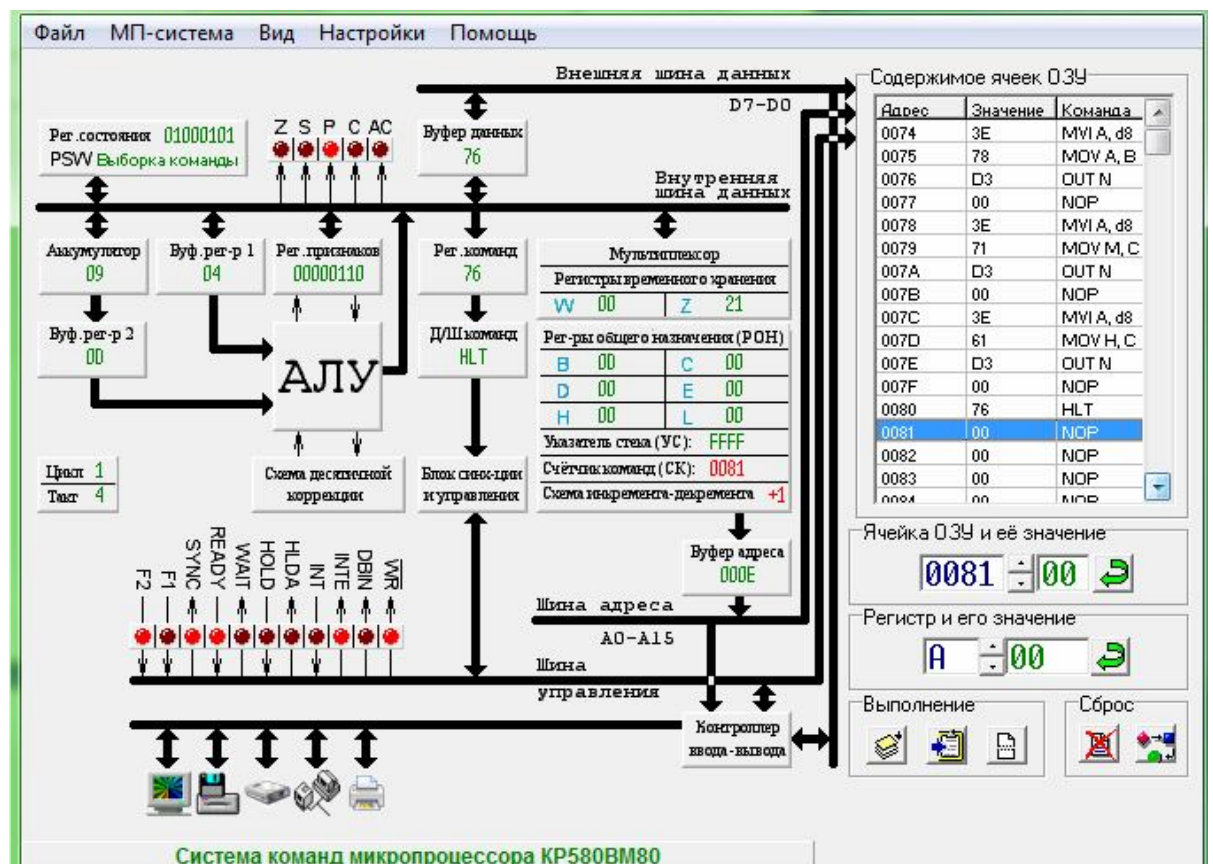 Файл МП-система Вид Настройки Помощь
Внешняя шина данных
D7-D0
Рег.состояния 01000101
PSW Выборка команды
Z S P C AC
Буфер данных
76
Внутренняя
шина данных
Аккумулятор
09
Буф.рег-р 1
04
Рег.признаков
00000110
Рег.команд
76
Буф.рег-р 2
00
АЛУ
Д/Ш команд
HLT
Мультиплексор
Регистры временного хранения
W 00 Z 21
Рег-ры общего назначения (РОН)
B 00 C 00
D 00 E 00
H 00 L 00
Указатель стека (УС): FFFF
Счётчик команд (СК): 0081
Схема инкремента-декремента +1
Цикл 1
Такт 4
Схема десятичной
коррекции
Блок синх-ции
и управления
Буфер адреса
000E
F2
F1
SYNC
READY
WAIT
HOLD
HLDA
INT
INTE
DBIN
WR
Шина адреса
A0-A15
Шина
управления
Контроллер
ввода-вывода
Содержимое ячеек ОЗУ
Адрес Значение Команда
0074 3E MVI A, d8
0075 78 MOV A, B
0076 D3 OUT N
0077 00 NOP
0078 3E MVI A, d8
0079 71 MOV M, C
007A D3 OUT N
007B 00 NOP
007C 3E MVI A, d8
007D 61 MOV H, C
007E D3 OUT N
007F 00 NOP
0080 76 HLT
0081 00 NOP
0082 00 NOP
0083 00 NOP
0084 00 NOP
Ячейка ОЗУ и её значение
0081 00
Регистр и его значение
A 00
Выполнение
Сброс
Система команд микропроцессора КР580ВМ80